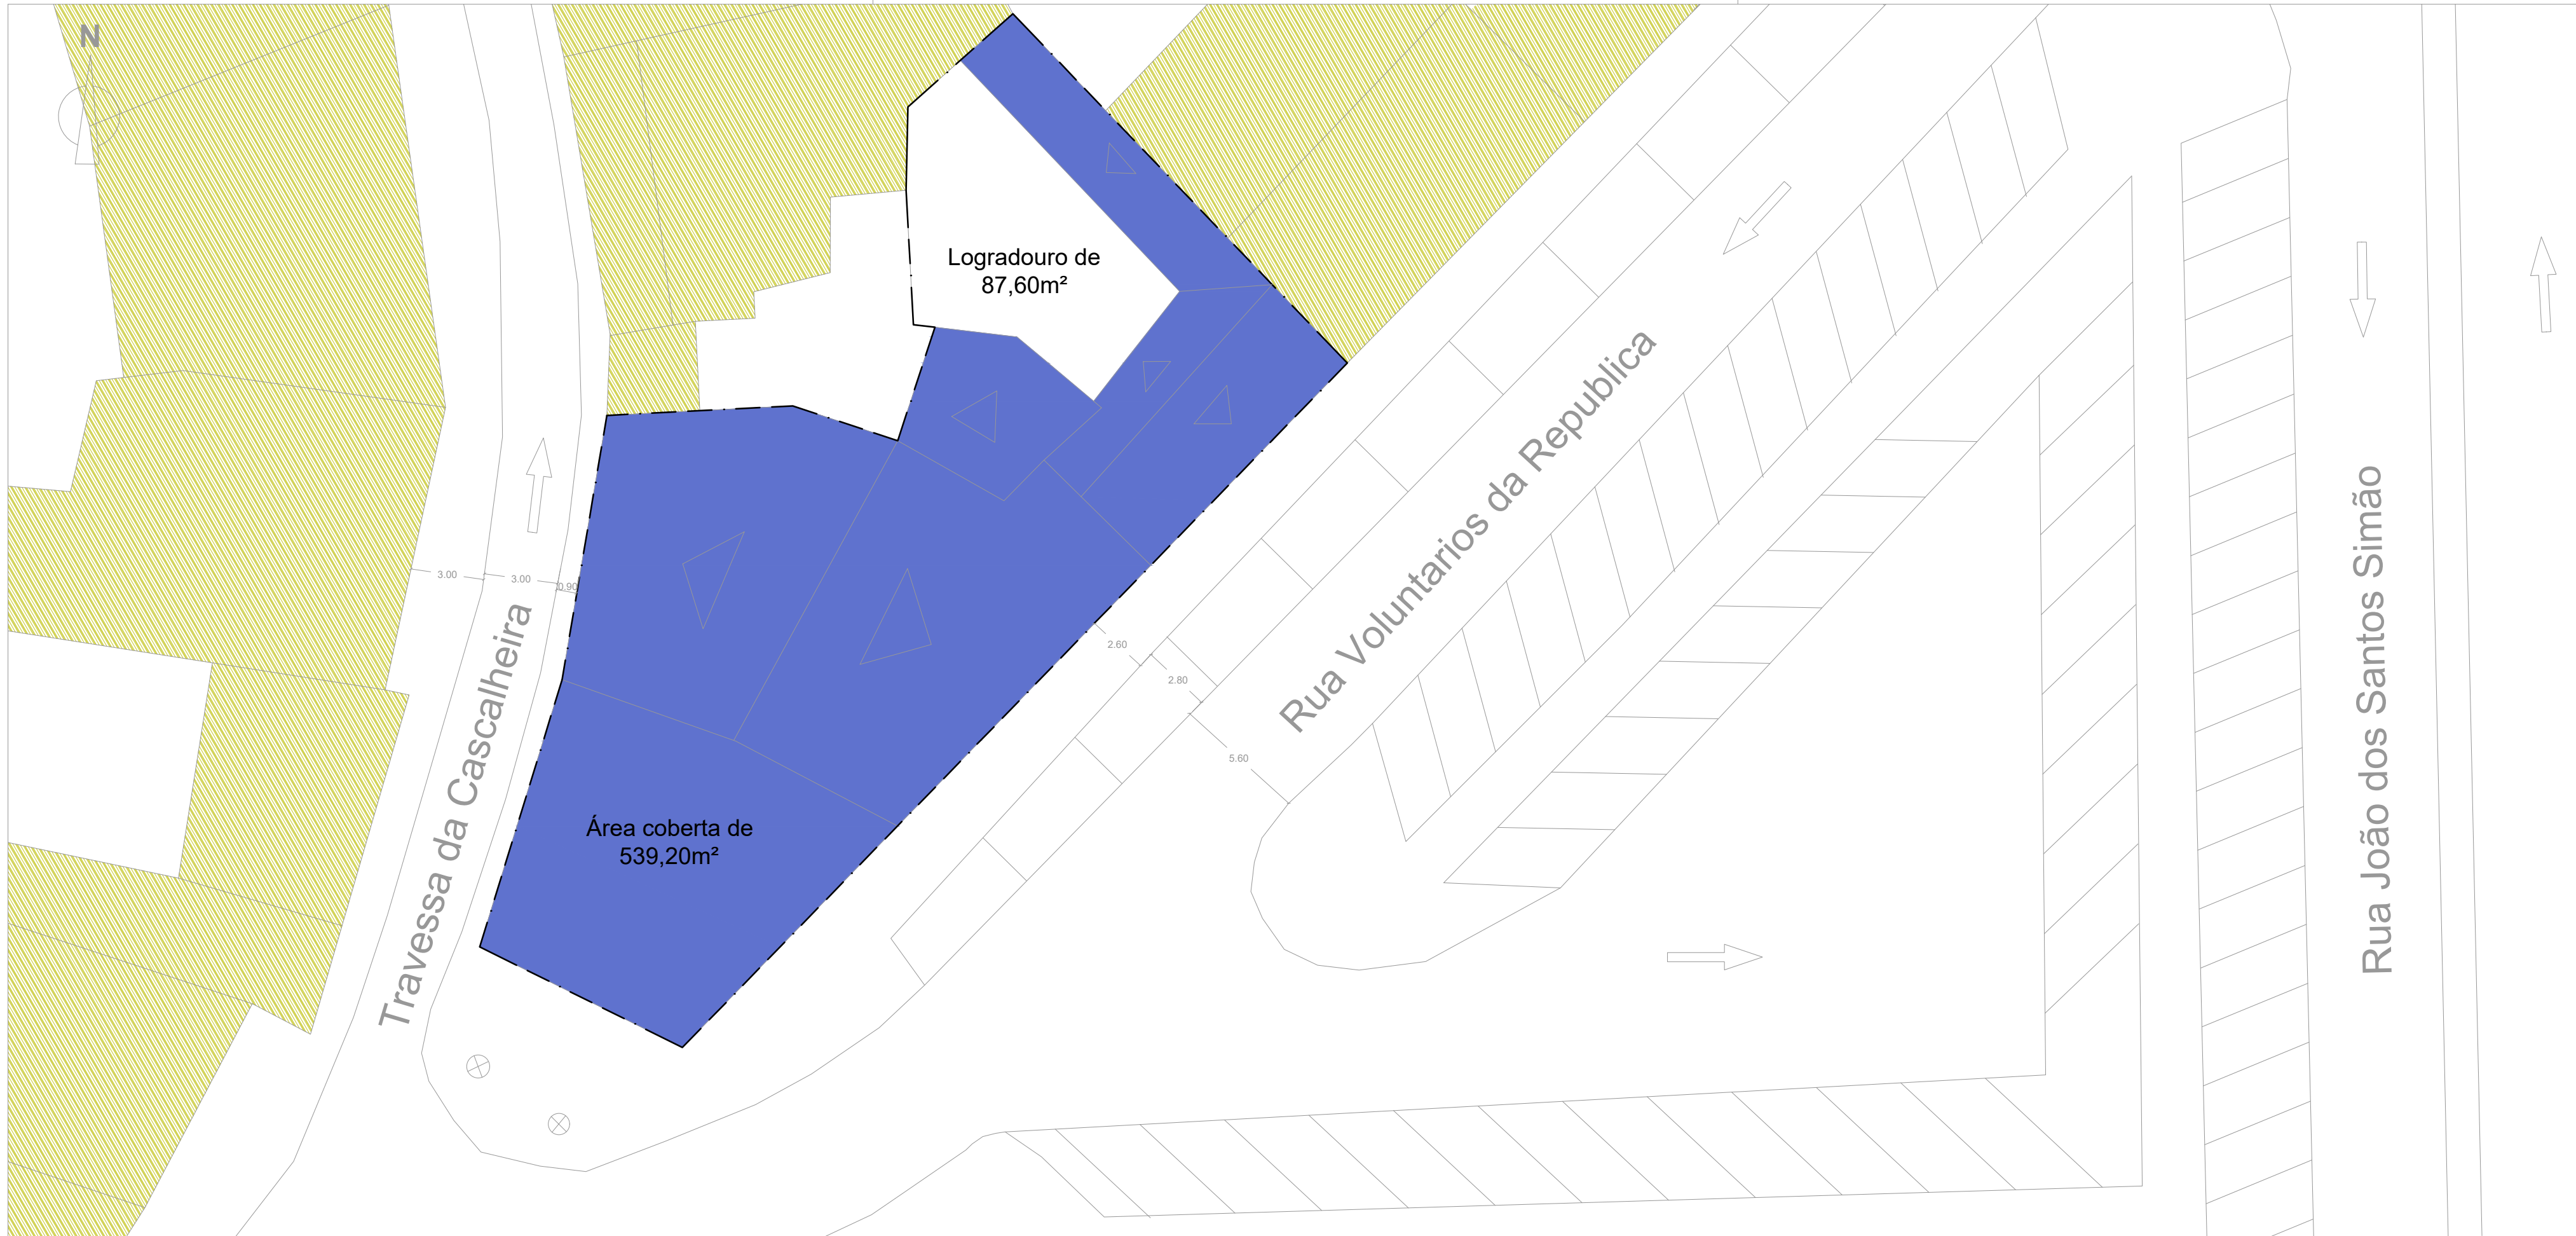 N
Logradouro de
87,60m²
Rua Voluntarios da Republica
Rua João dos Santos Simão
3.00
3.00
0.90
Travessa da Cascalheira
2.60
2.80
5.60
Área coberta de
539,20m²